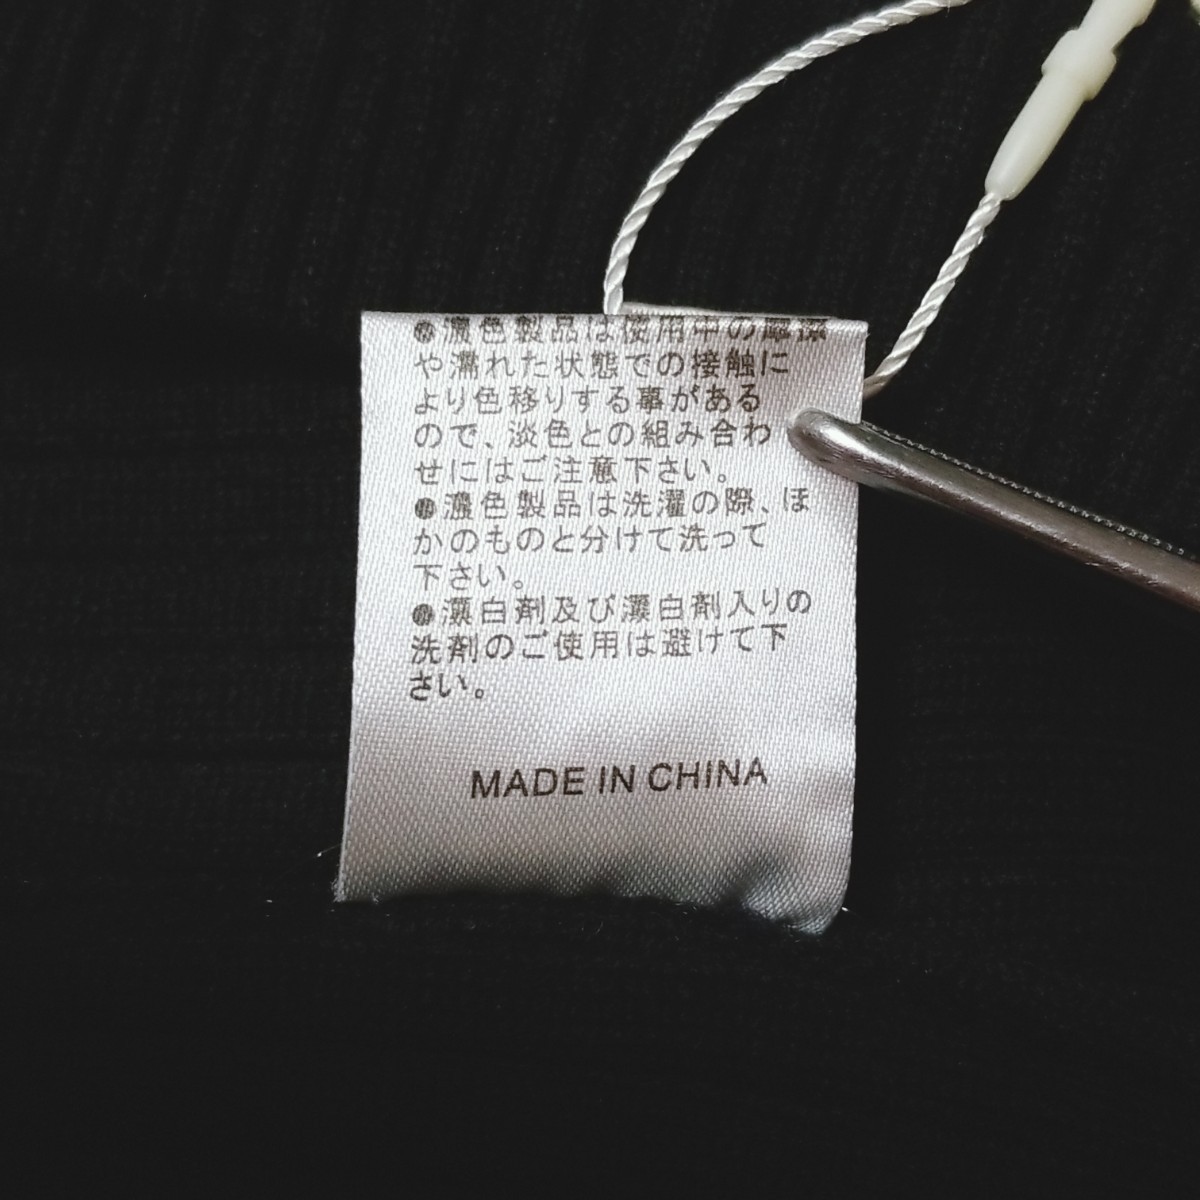 ●濃色製品は使用中の摩擦
や濡れた状態での接触に
より色移りする事がある
ので、淡色との組み合わ
せにはご注意下さい。
●濃色製品は洗濯の際、ほ
かのものと分けて洗って
下さい。
●漂白剤及び漂白剤入りの
洗剤のご使用は避けて下
さい。
MADE IN CHINA